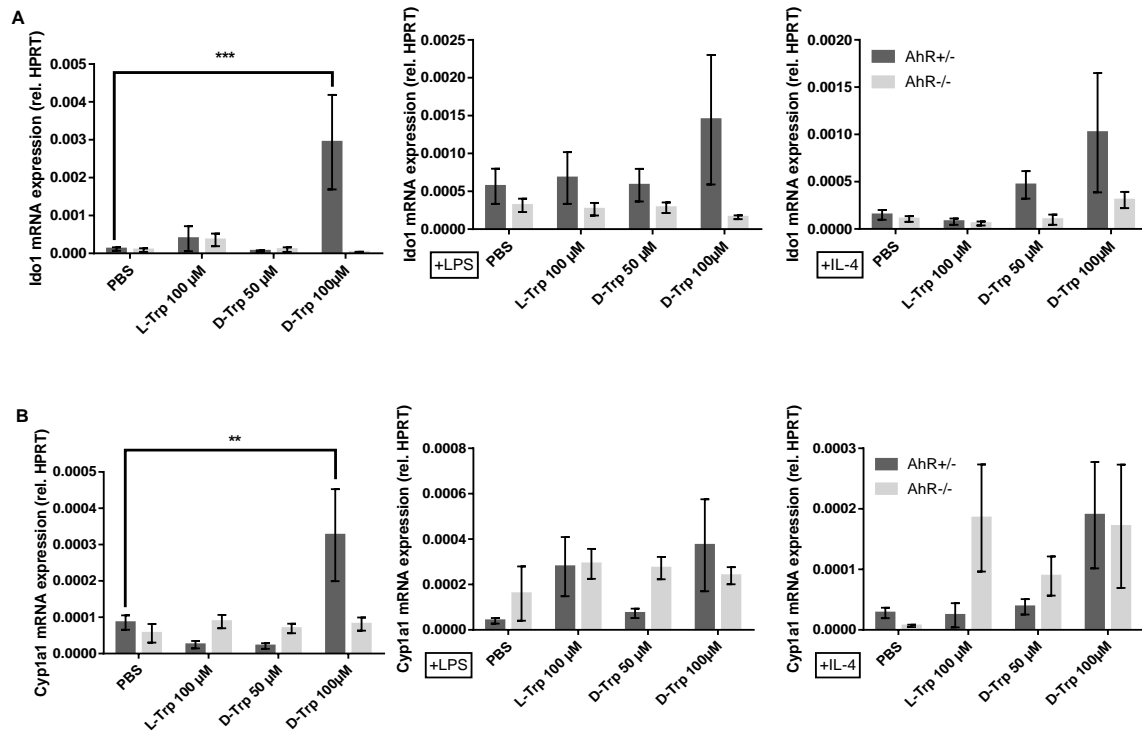 A
Ido1 mRNA expression (rel. HPRT)
0.005
0.004
0.003
0.002
0.001
0.000
***
PBS
L-Trp 100 µM
D-Trp 50 µM
D-Trp 100µM
Ido1 mRNA expression (rel. HPRT)
0.0025
0.0020
0.0015
0.0010
0.0005
0.0000
+LPS
PBS
L-Trp 100 µM
D-Trp 50 µM
D-Trp 100µM
Ido1 mRNA expression (rel. HPRT)
0.0020
0.0015
0.0010
0.0005
0.0000
AhR+/-
AhR-/-
+IL-4
PBS
L-Trp 100 µM
D-Trp 50 µM
D-Trp 100µM
B
Cyp1a1 mRNA expression (rel. HPRT)
0.0005
0.0004
0.0003
0.0002
0.0001
0.0000
**
PBS
L-Trp 100 µM
D-Trp 50 µM
D-Trp 100µM
Cyp1a1 mRNA expression (rel. HPRT)
0.0008
0.0006
0.0004
0.0002
0.0000
+LPS
PBS
L-Trp 100 µM
D-Trp 50 µM
D-Trp 100µM
Cyp1a1 mRNA expression (rel. HPRT)
0.0003
0.0002
0.0001
0.0000
AhR+/-
AhR-/-
+IL-4
PBS
L-Trp 100 µM
D-Trp 50 µM
D-Trp 100µM